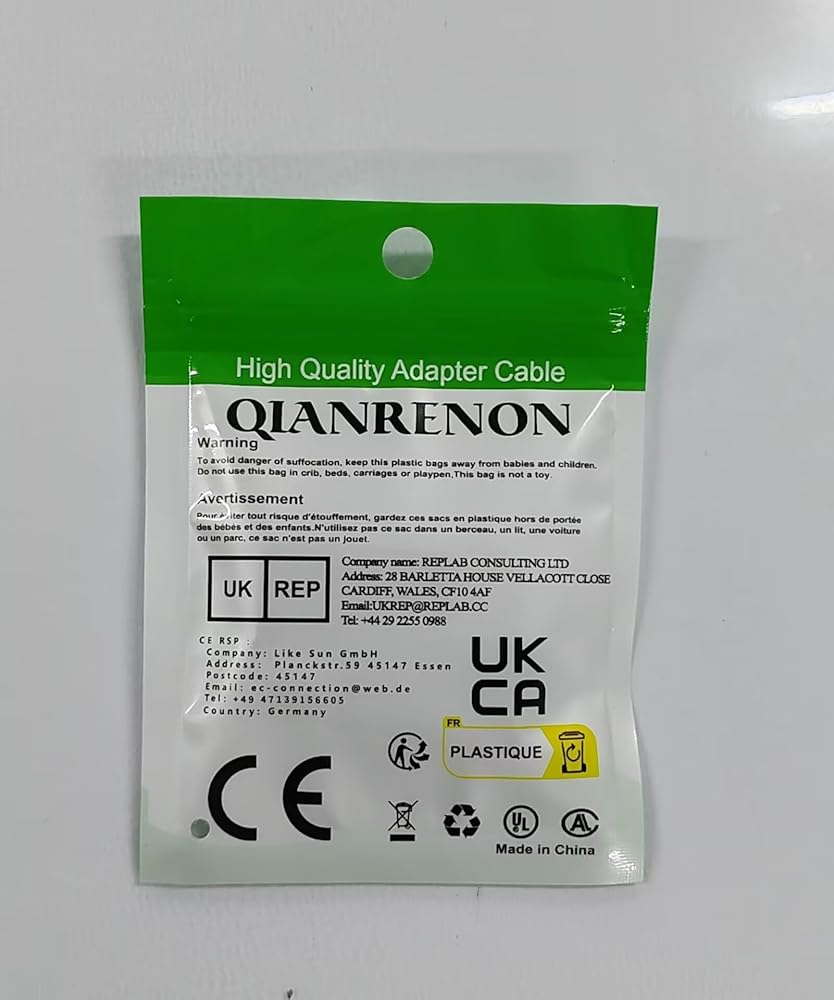 High Quality Adapter Cable
QIANRENON
Warning
To avoid danger of suffocation, keep this plastic bags away from babies and children.
Do not use this bag in crib, beds, carriages or playpen,This bag is not a toy.
Avertissement
Pour éviter tout risque d'étouffement, gardez ces sacs en plastique hors de portée
des bébés et des enfants.N'utilisez pas ce sac dans un berceau, un lit, une voiture
ou un parc, ce sac n'est pas un jouet.
UK REP
Company name: REPLAB CONSULTING LTD
Address: 28 BARLETTA HOUSE VELLACOTT CLOSE
CARDIFF, WALES, CF10 4AF
Email:UKREP@REPLAB.CC
Tel: +44 29 2255 0988
CE RSP :
Company: Like Sun GmbH
Address: Planckstr.59 45147 Essen
Postcode: 45147
Email: ec-connection@web.de
Tel: +49 47139156605
Country: Germany
UK
CA
FR
PLASTIQUE
CE
UL
Made in China